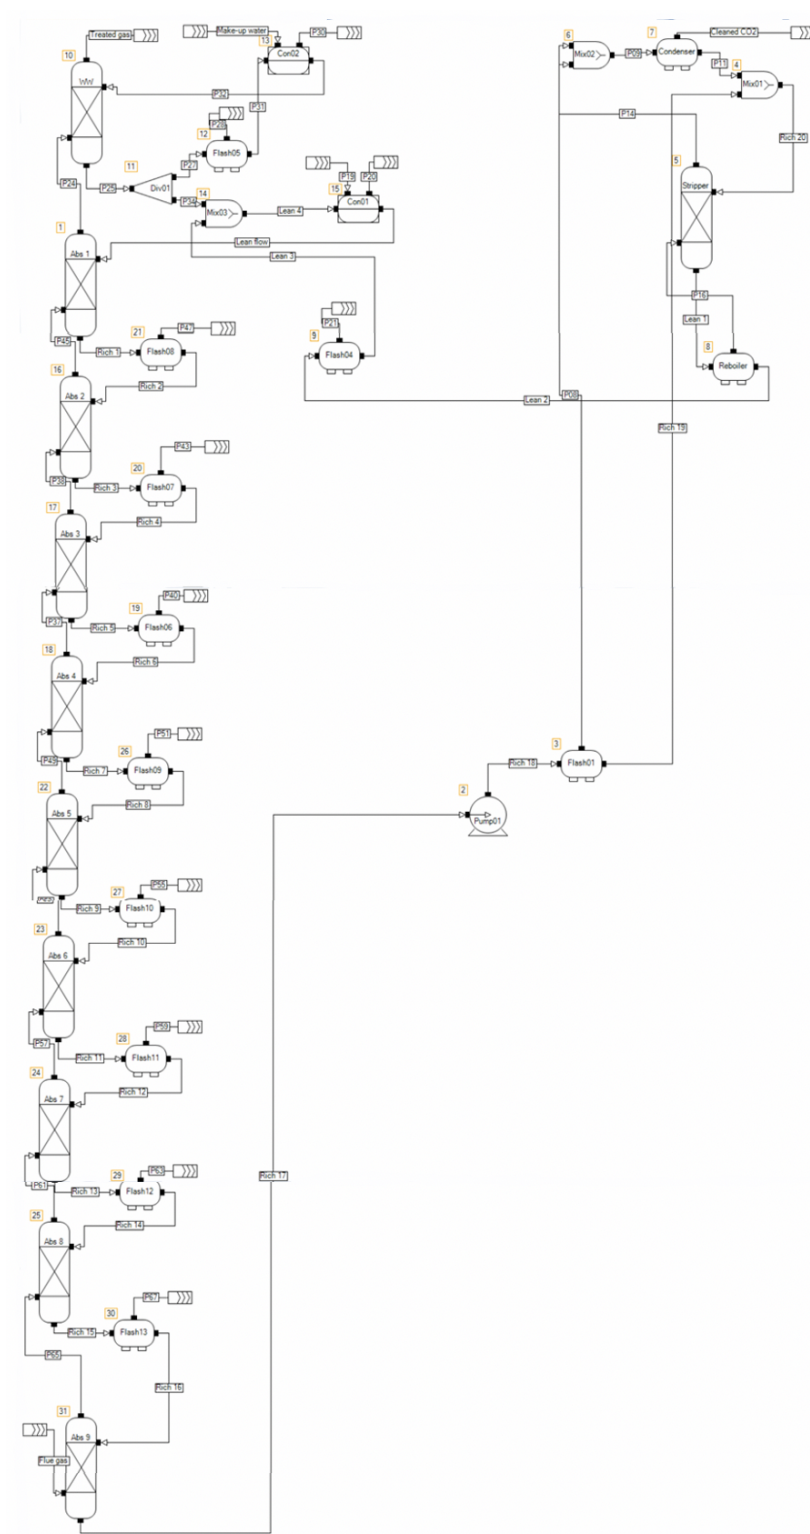 Treated gas
Make-up water
13
P30
Con02
10
WW
P32
P31
P28
12
Flash05
P24
P25
11
Div01
P27
P34
14
Mix03
Lean 4
P19
P20
15
Con01
Lean flow
Lean 3
1
Abs 1
P45
Rich 1
21
Flash08
P47
Rich 2
P21
9
Flash04
Lean 2
6
Mix02
P09
7
Condenser
Cleaned CO2
P11
4
Mix01
P14
Rich 20
5
Stripper
P16
Lean 1
8
Reboiler
P08
Rich 19
16
Abs 2
P38
Rich 3
20
Flash07
P43
Rich 4
17
Abs 3
P37
Rich 5
19
Flash06
P40
Rich 6
18
Abs 4
P49
Rich 7
26
Flash09
P51
Rich 8
3
Flash01
Rich 18
2
Pump01
22
Abs 5
Rich 9
27
Flash10
P55
Rich 10
23
Abs 6
P57
Rich 11
28
Flash11
P59
Rich 12
24
Abs 7
P61
Rich 13
29
Flash12
P63
Rich 14
Rich 17
25
Abs 8
Rich 15
30
Flash13
P67
P65
Rich 16
31
Abs 9
Flue gas